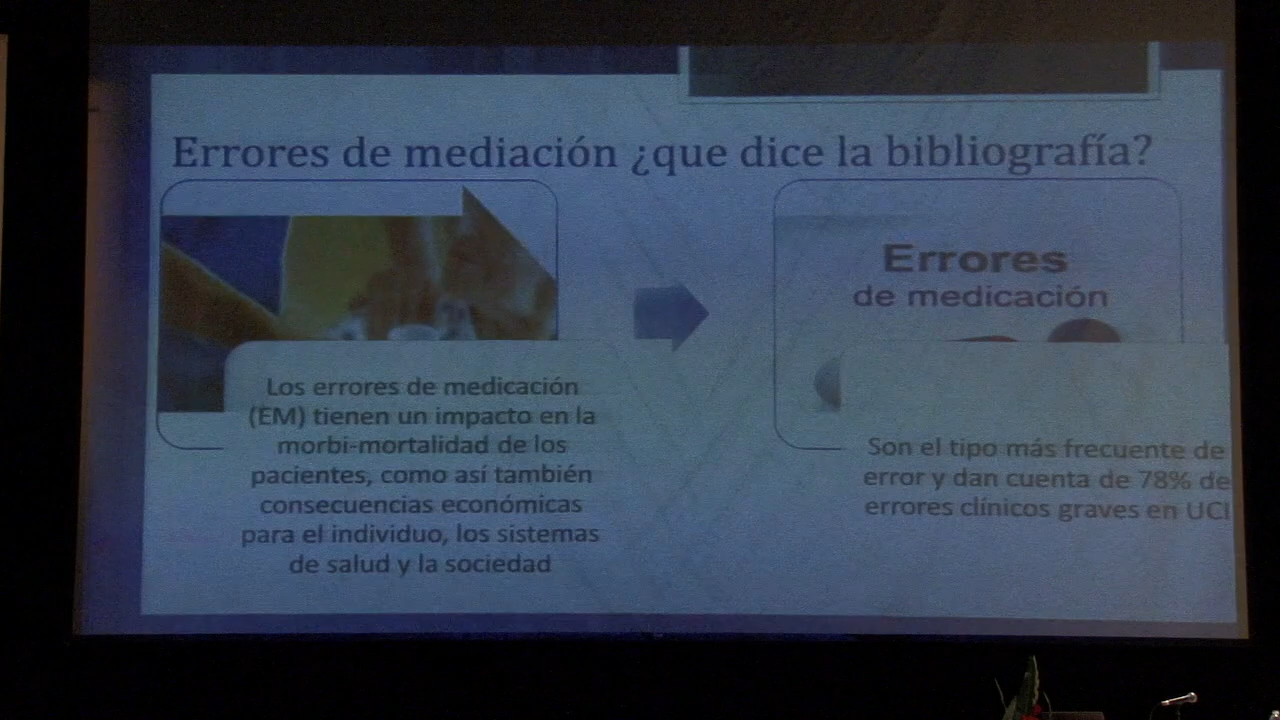 Errores de mediación ¿que dice la bibliografía?
Los errores de medicación
(EM) tienen un impacto en la
morbi-mortalidad de los
pacientes, como así también
consecuencias económicas
para el individuo, los sistemas
de salud y la sociedad
Errores
de medicación
Son el tipo más frecuente de
error y dan cuenta de 78% de
errores clínicos graves en UCI